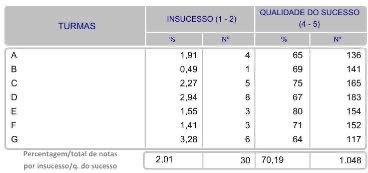 TURMAS INSUCESSO (1 - 2) QUALIDADE DO SUCESSO (4 - 5)
% Nº % Nº
A 1,91 4 65 136
B 0,49 1 69 141
C 2,27 5 75 165
D 2,94 8 67 183
E 1,55 3 80 154
F 1,41 3 71 152
G 3,28 6 64 117
Percentagem/total de notas por insucesso/q. do sucesso 2,01 30 70,19 1.048